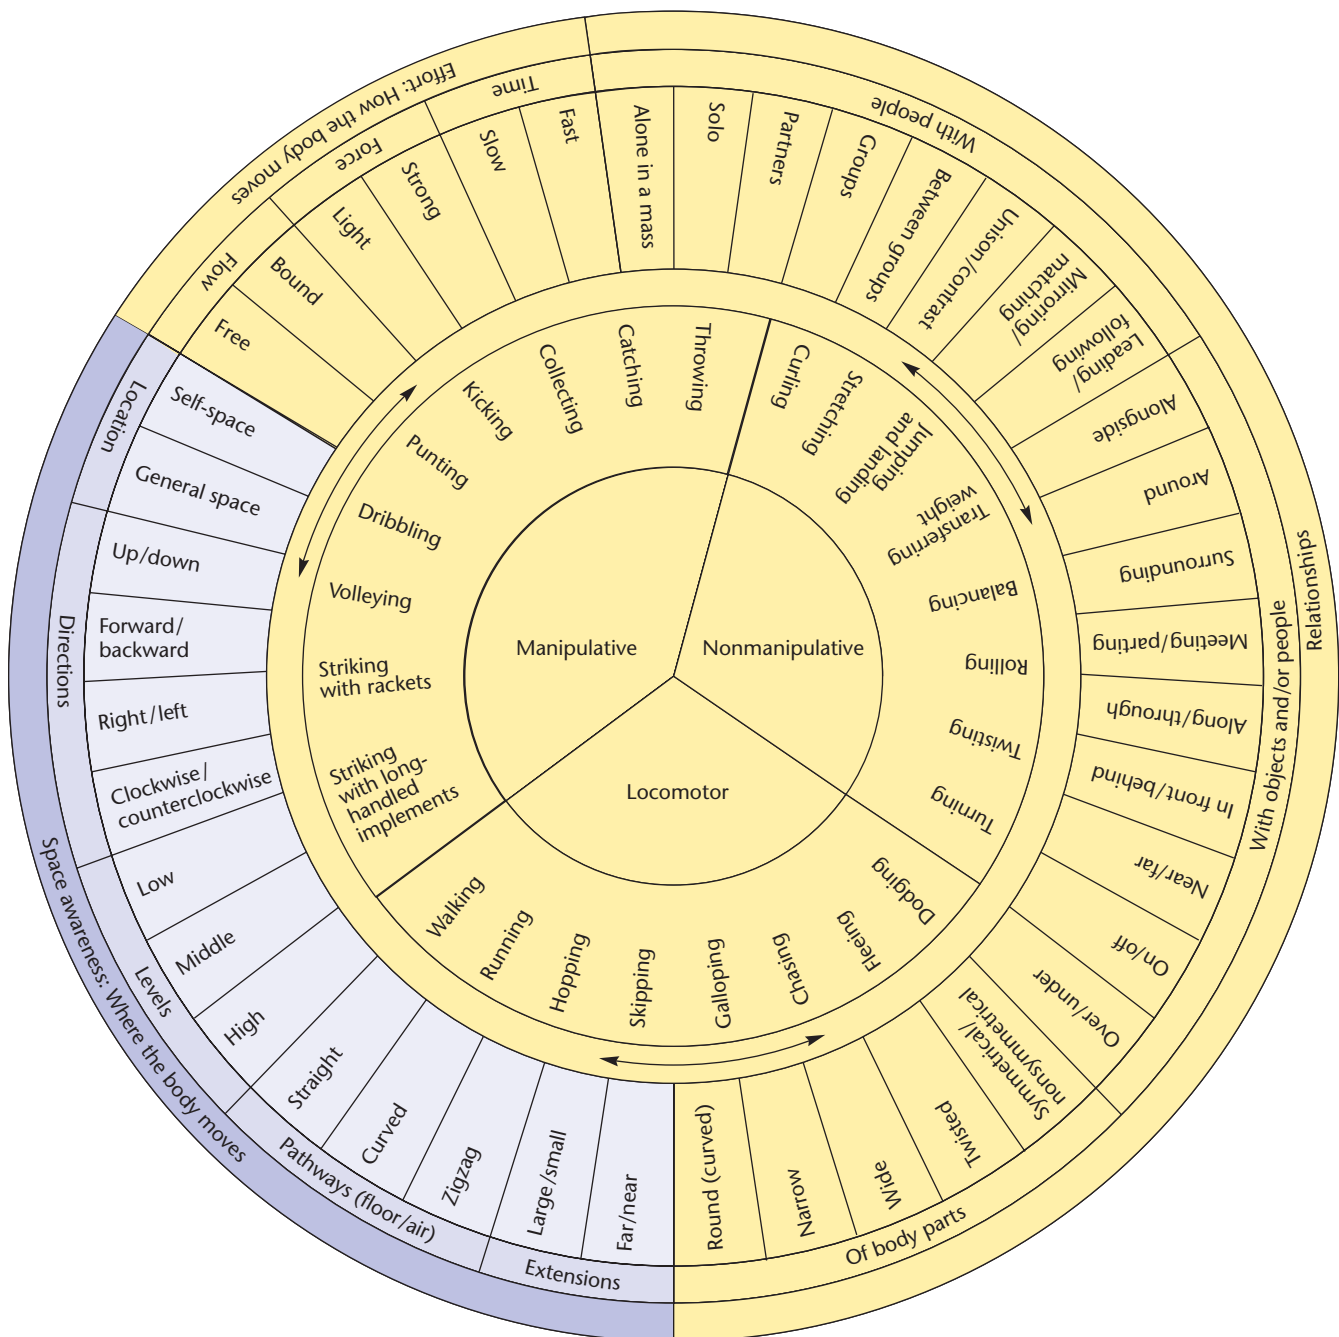 Effort: How the body moves
Time
Force
Flow
Fast
Slow
Strong
Light
Bound
Free
Relationships
With people
Alone in a mass
Solo
Partners
Groups
Between groups
Unison/contrast
Mirroring/
matching
Leading/
following
With objects and/or people
Alongside
Around
Surrounding
Meeting/parting
Along/through
In front/behind
Near/far
On/off
Over/under
Of body parts
Symmetrical/
nonsymmetrical
Twisted
Wide
Narrow
Round (curved)
Space awareness: Where the body moves
Location
Self-space
General space
Directions
Up/down
Forward/
backward
Right/left
Clockwise/
counterclockwise
Levels
Low
Middle
High
Pathways (floor/air)
Straight
Curved
Zigzag
Extensions
Large/small
Far/near
Manipulative
Throwing
Catching
Collecting
Kicking
Punting
Dribbling
Volleying
Striking
with rackets
Striking
with long-
handled
implements
Nonmanipulative
Curling
Stretching
Jumping
and landing
Transferring
weight
Balancing
Rolling
Twisting
Turning
Locomotor
Walking
Running
Hopping
Skipping
Galloping
Chasing
Fleeing
Dodging